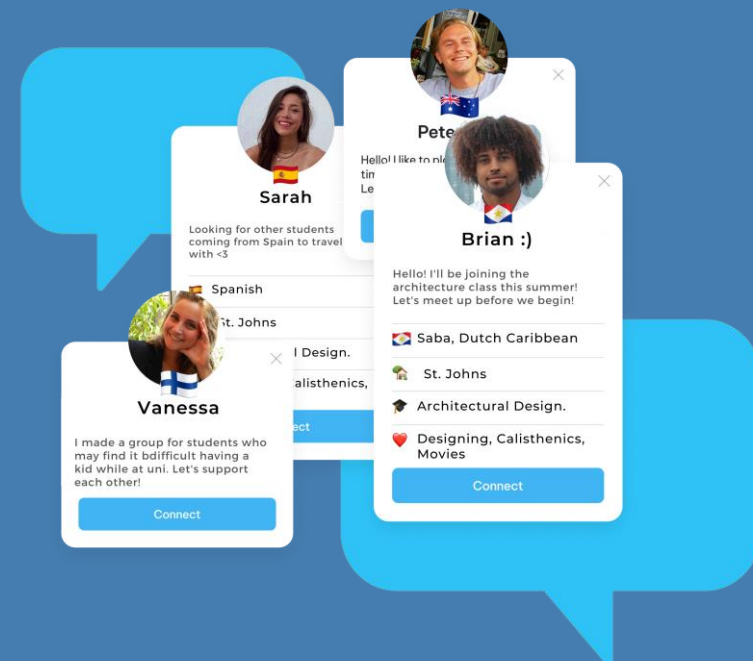 Pete
Hello! I like to
tim
Le
Sarah
Looking for other students
coming from Spain to travel
with <3
Spanish
St. Johns
l Design.
alisthenics,
ect
Brian :)
Hello! I'll be joining the
architecture class this summer!
Let's meet up before we begin!
Saba, Dutch Caribbean
St. Johns
Architectural Design.
Designing, Calisthenics,
Movies
Connect
Vanessa
I made a group for students who
may find it bdifficult having a
kid while at uni. Let's support
each other!
Connect